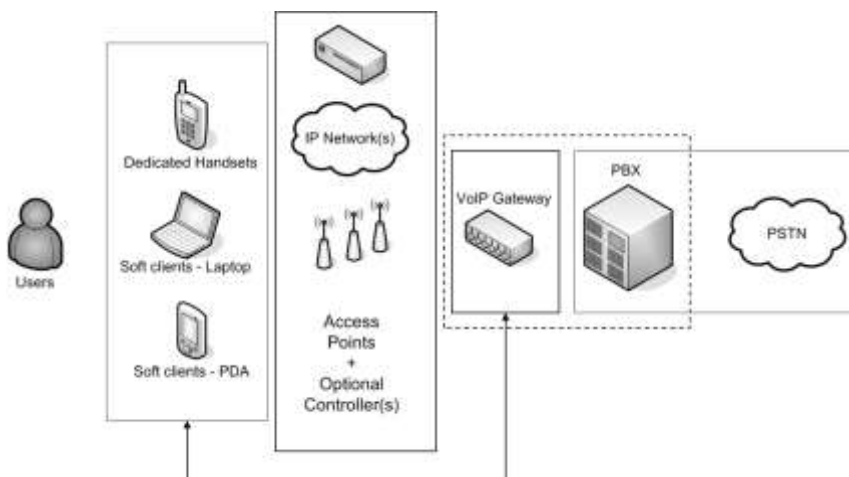 Users
Dedicated Handsets
Soft clients - Laptop
Soft clients - PDA
IP Network(s)
Access
Points
+
Optional
Controller(s)
VoIP Gateway
PBX
PSTN